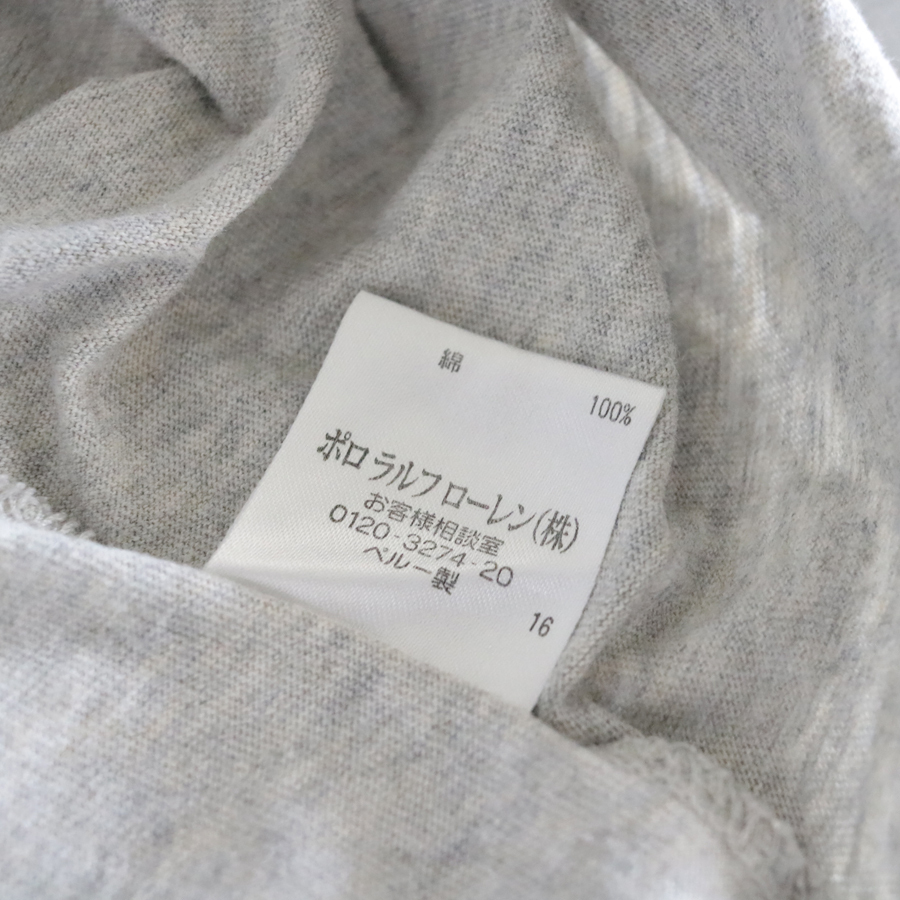 綿 100%
ポロ ラルフ ローレン(株)
お客様相談室
0120-3274-20
ペルー製
16